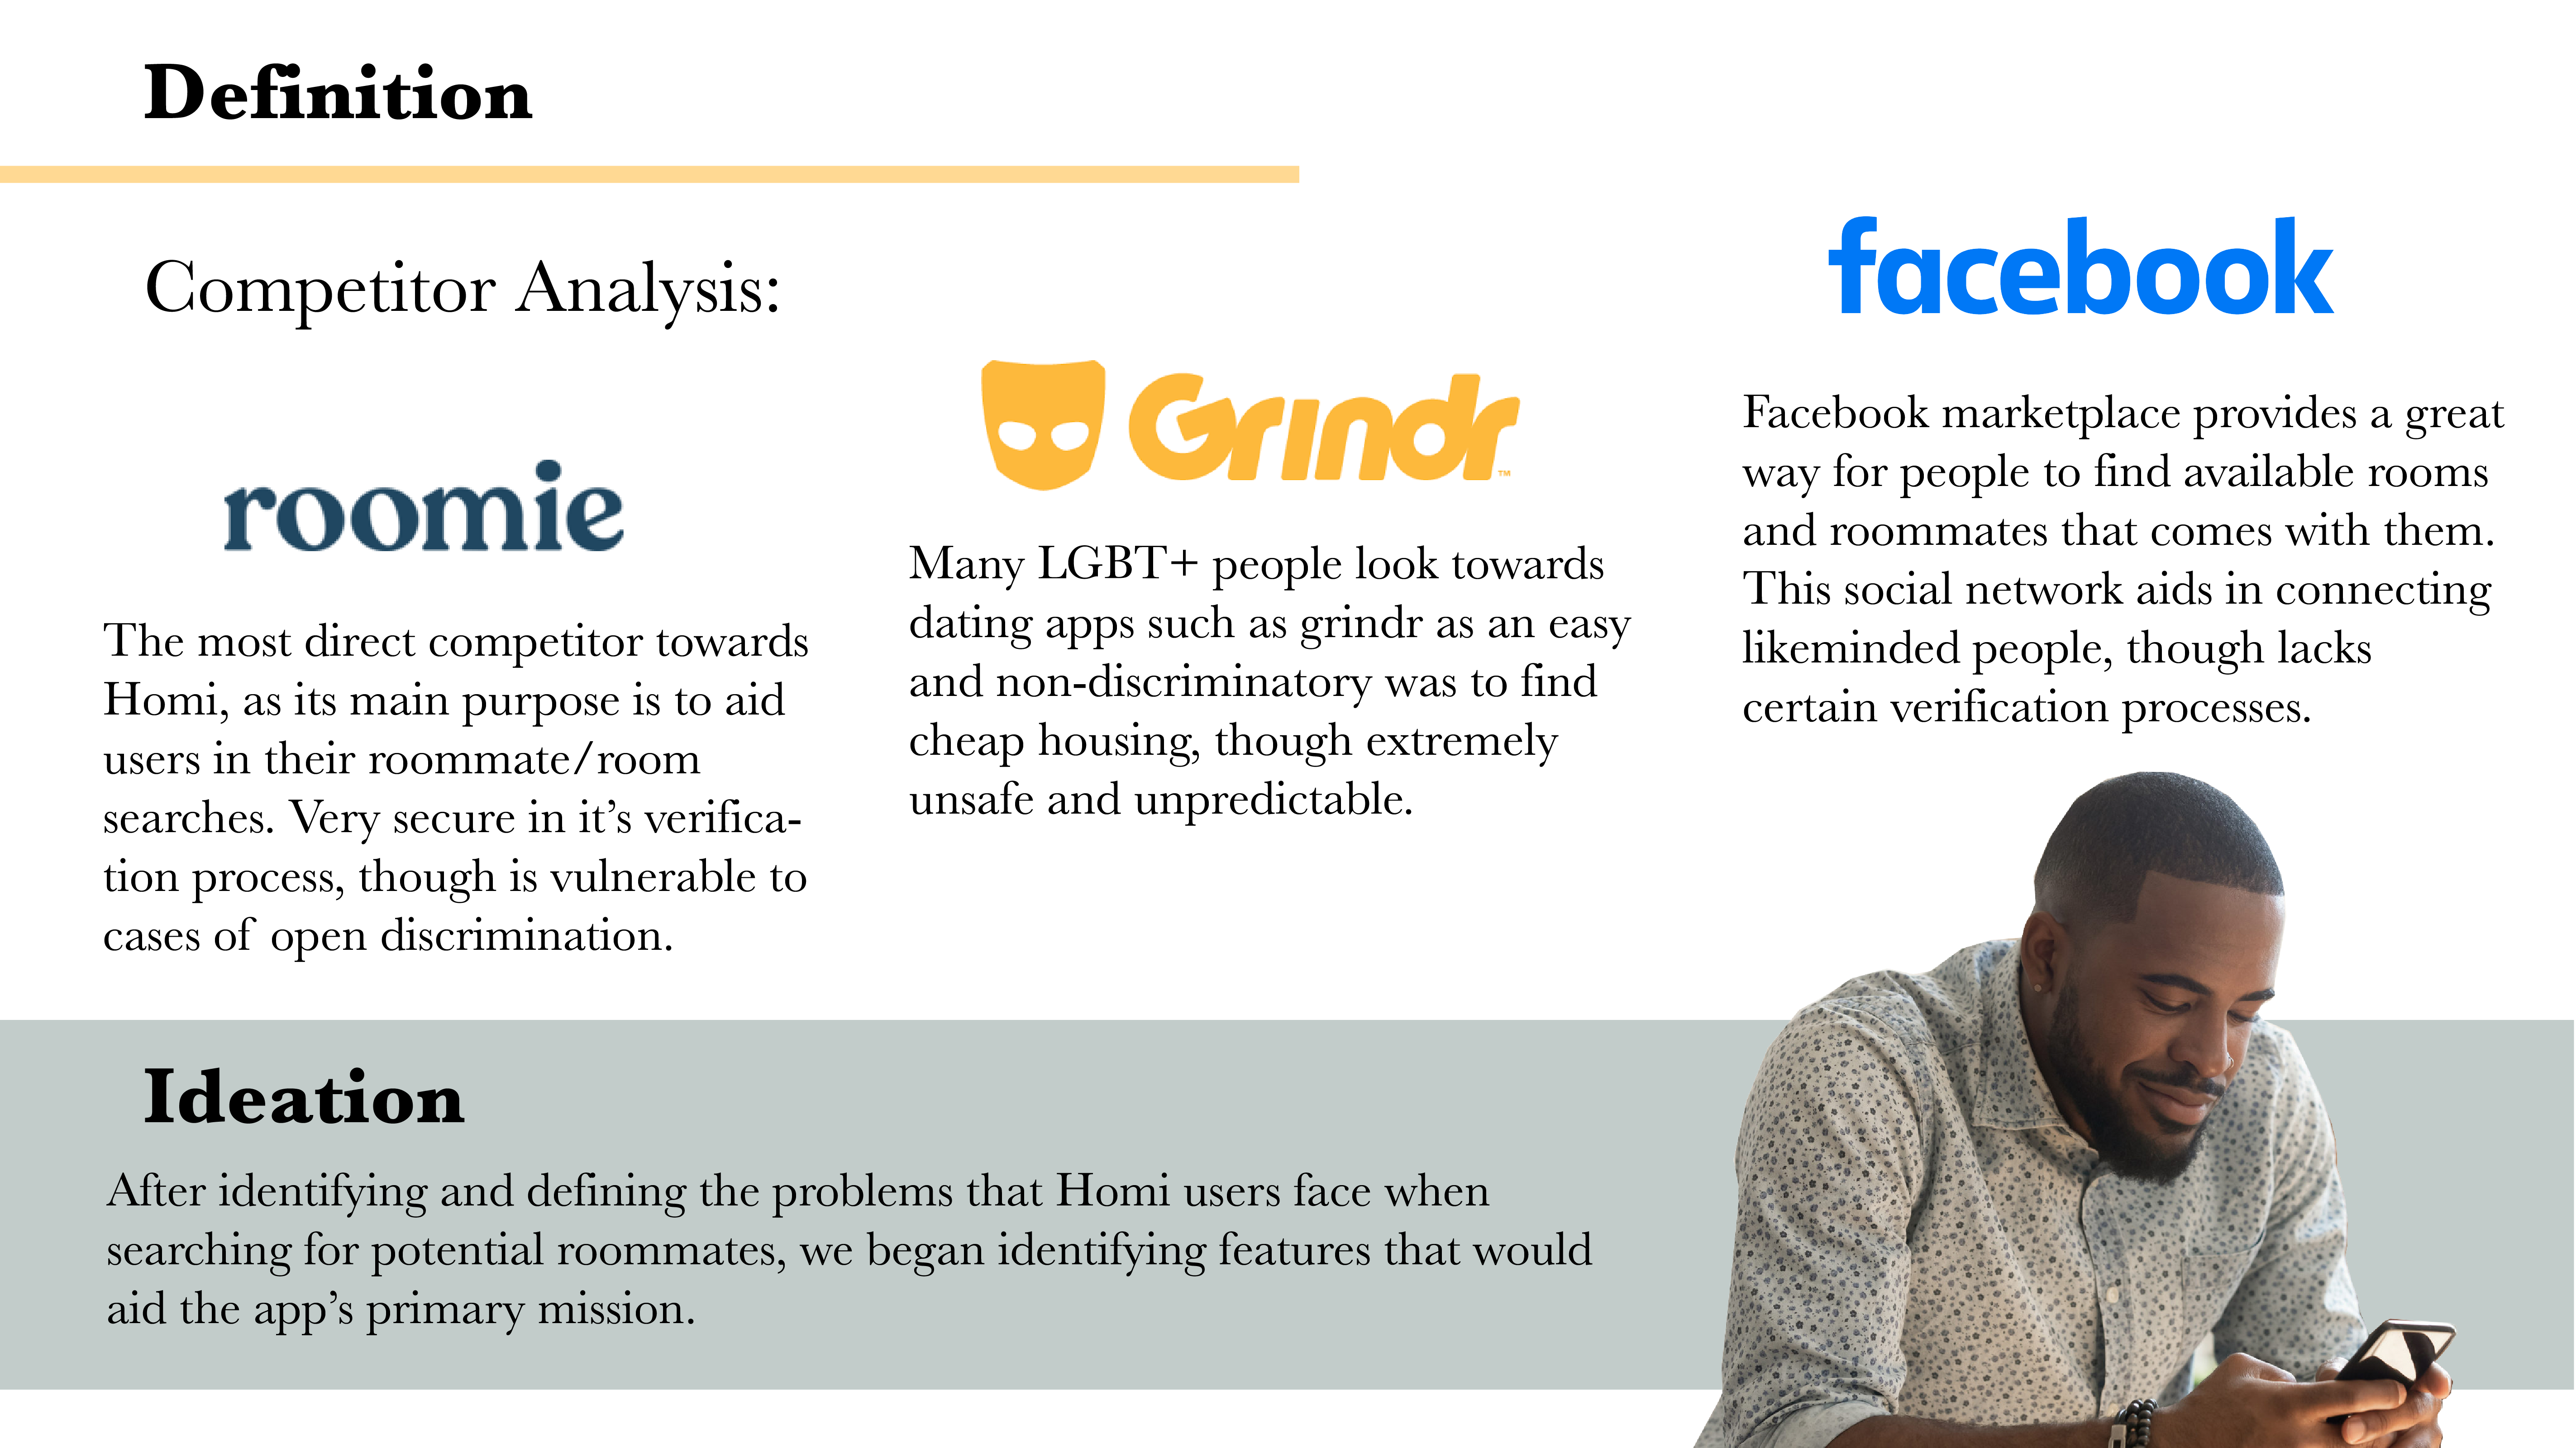 Definition
Competitor Analysis:
roomie
The most direct competitor towards
Homi, as its main purpose is to aid
users in their roommate/room
searches. Very secure in it’s verifica-
tion process, though is vulnerable to
cases of open discrimination.
Grindr™
Many LGBT+ people look towards
dating apps such as grindr as an easy
and non-discriminatory was to find
cheap housing, though extremely
unsafe and unpredictable.
facebook
Facebook marketplace provides a great
way for people to find available rooms
and roommates that comes with them.
This social network aids in connecting
likeminded people, though lacks
certain verification processes.
Ideation
After identifying and defining the problems that Homi users face when
searching for potential roommates, we began identifying features that would
aid the app’s primary mission.